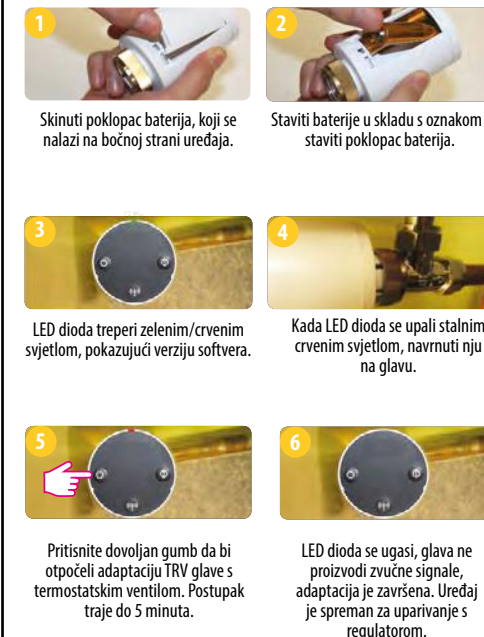 1
Skinuti poklopac baterija, koji se
nalazi na bočnoj strani uređaja.
2
Staviti baterije u skladu s oznakom
staviti poklopac baterija.
3
LED dioda treperi zelenim/crvenim
svjetlom, pokazujući verziju softvera.
4
Kada LED dioda se upali stalnim
crvenim svjetlom, navrnuti nju
na glavu.
5
Pritisnite dovoljan gumb da bi
otpočeli adaptaciju TRV glave s
termostatskim ventilom. Postupak
traje do 5 minuta.
6
LED dioda se ugasi, glava ne
proizvodi zvučne signale,
adaptacija je završena. Uređaj
je spreman za uparivanje s
regulatorom.